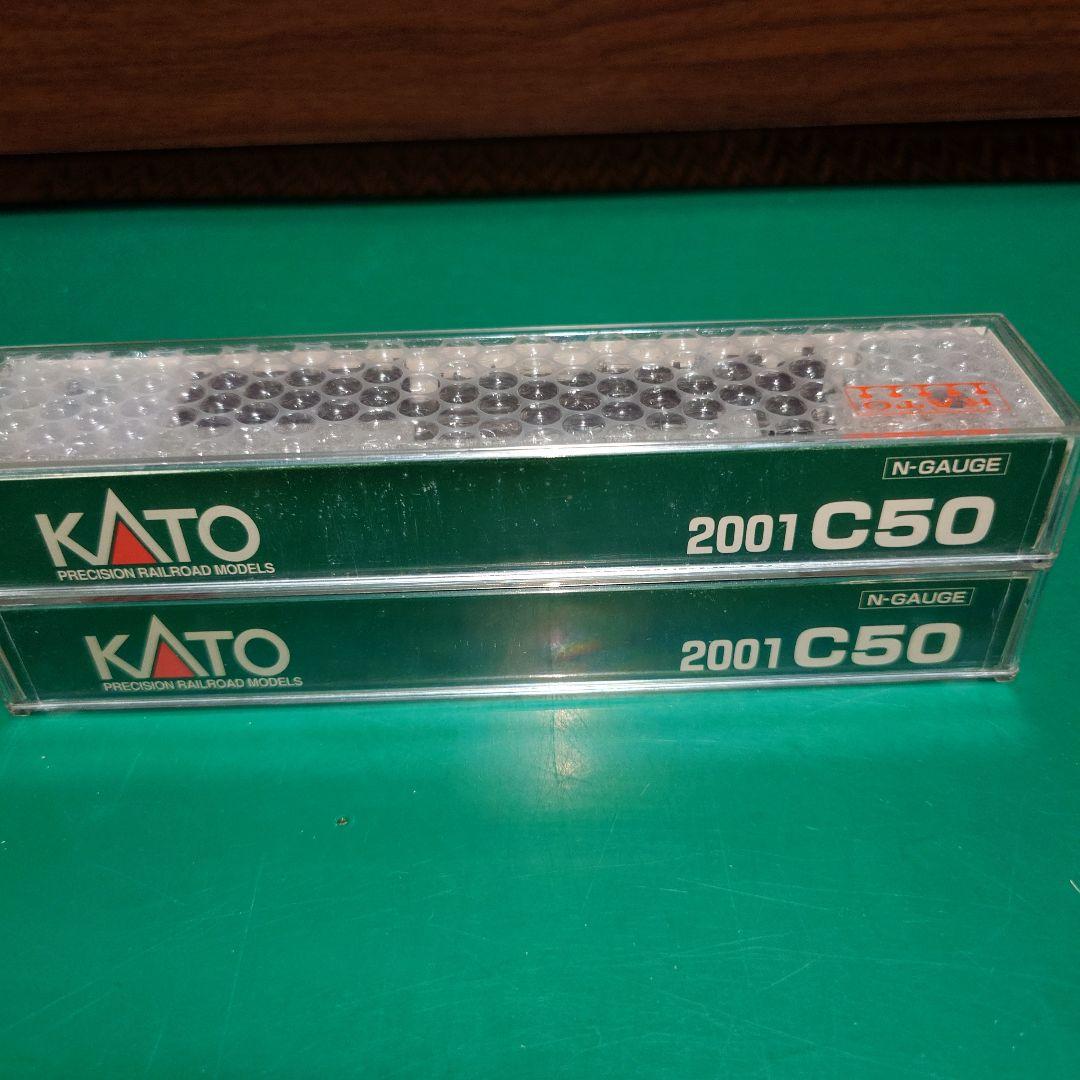 KATO
PRECISION RAILROAD MODELS
N-GAUGE
2001 C50
KATO
PRECISION RAILROAD MODELS
N-GAUGE
2001 C50